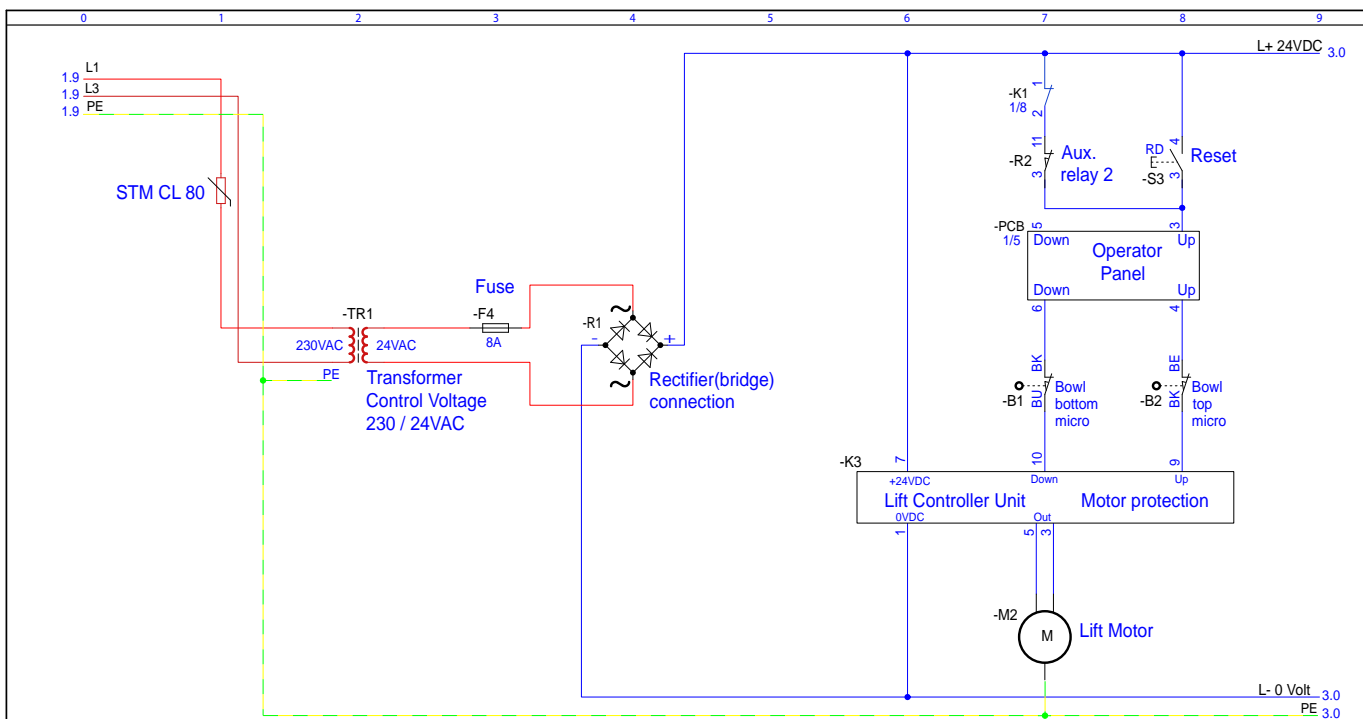 0 1 2 3 4 5 6 7 8 9
L+ 24VDC 3.0
1.9 L1
1.9 L3
1.9 PE
-K1
1/8
1
2
11
-R2
3
Aux.
relay 2
RD
E
-S3
4
3
Reset
STM CL 80
-PCB
1/5
5
3
Down
Up
Operator
Panel
Down
Up
6
4
Fuse
-F4
8A
-TR1
230VAC
24VAC
PE
Transformer
Control Voltage
230 / 24VAC
-R1
~
-
+
~
Rectifier(bridge)
connection
BK
-B1
BU
Bowl
bottom
micro
BE
-B2
BK
Bowl
top
micro
-K3
7
10
9
+24VDC
Down
Up
Lift Controller Unit
Motor protection
0VDC
Out
1
5
3
-M2
M
Lift Motor
L- 0 Volt 3.0
PE 3.0